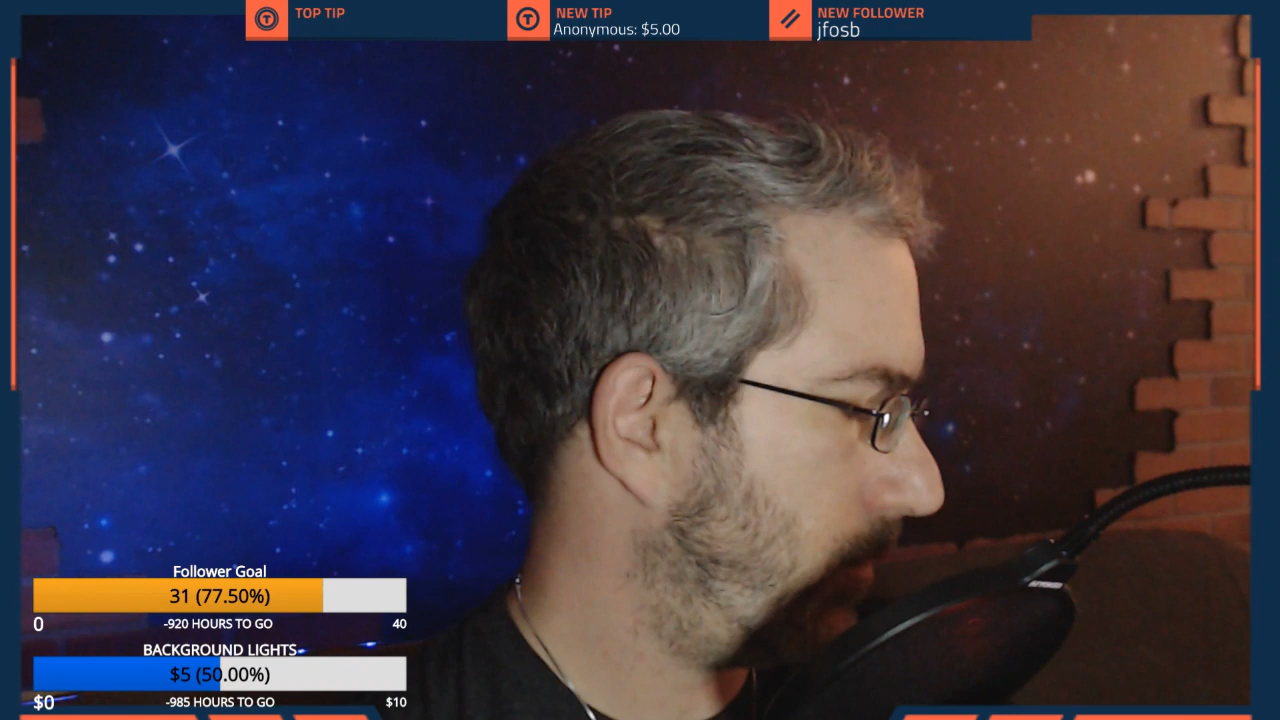 TOP TIP
NEW TIP
Anonymous: $5.00
NEW FOLLOWER
jfosb
Follower Goal
31 (77.50%)
0 -920 HOURS TO GO 40
BACKGROUND LIGHTS
$5 (50.00%)
$0 -985 HOURS TO GO $10